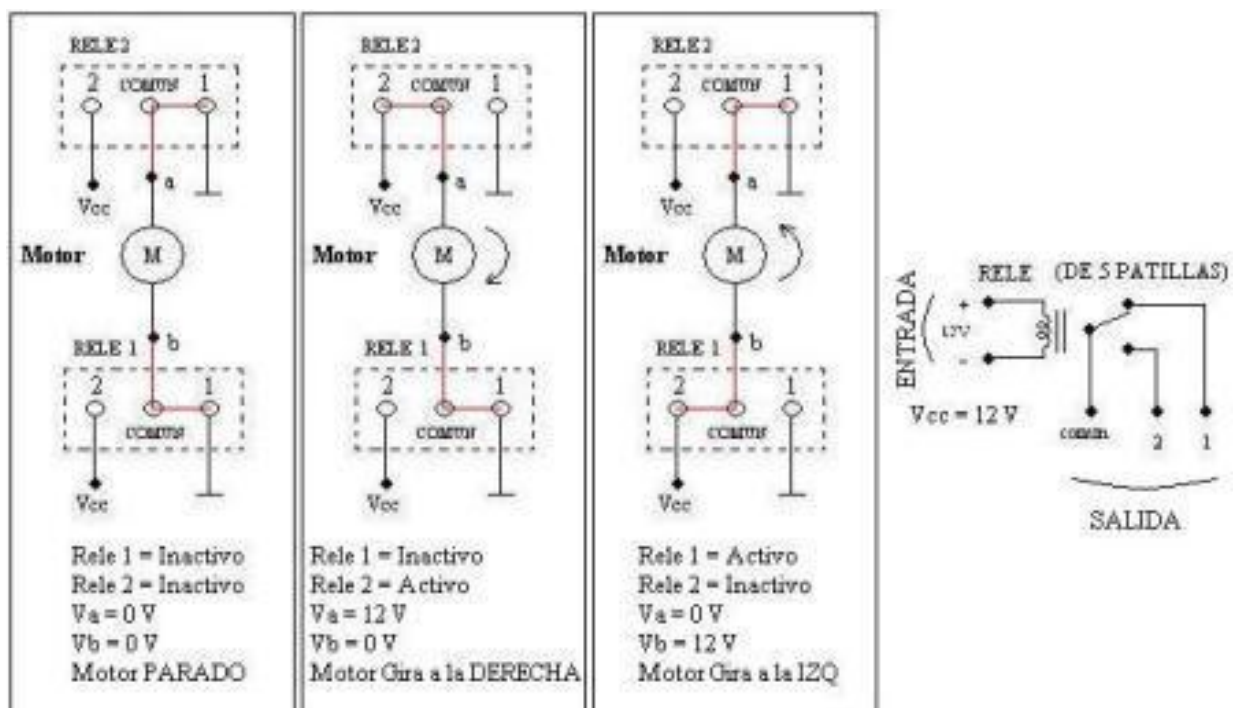 RELE 2
2 COMUN 1
a
Vcc
Motor M
b
RELE 1
2 1
COMUN
Vcc
Rele 1 = Inactivo
Rele 2 = Inactivo
Va = 0 V
Vb = 0 V
Motor PARADO
RELE 2
2 COMUN 1
a
Vcc
Motor M
b
RELE 1
2 1
COMUN
Vcc
Rele 1 = Inactivo
Rele 2 = Activo
Va = 12 V
Vb = 0 V
Motor Gira a la DERECHA
RELE 2
2 COMUN 1
a
Vcc
Motor M
b
RELE 1
2 1
COMUN
Vcc
Rele 1 = Activo
Rele 2 = Inactivo
Va = 0 V
Vb = 12 V
Motor Gira a la IZQ
RELE (DE 5 PATILLAS)
ENTRADA
+
12V
-
Vcc = 12 V
comun 2 1
SALIDA